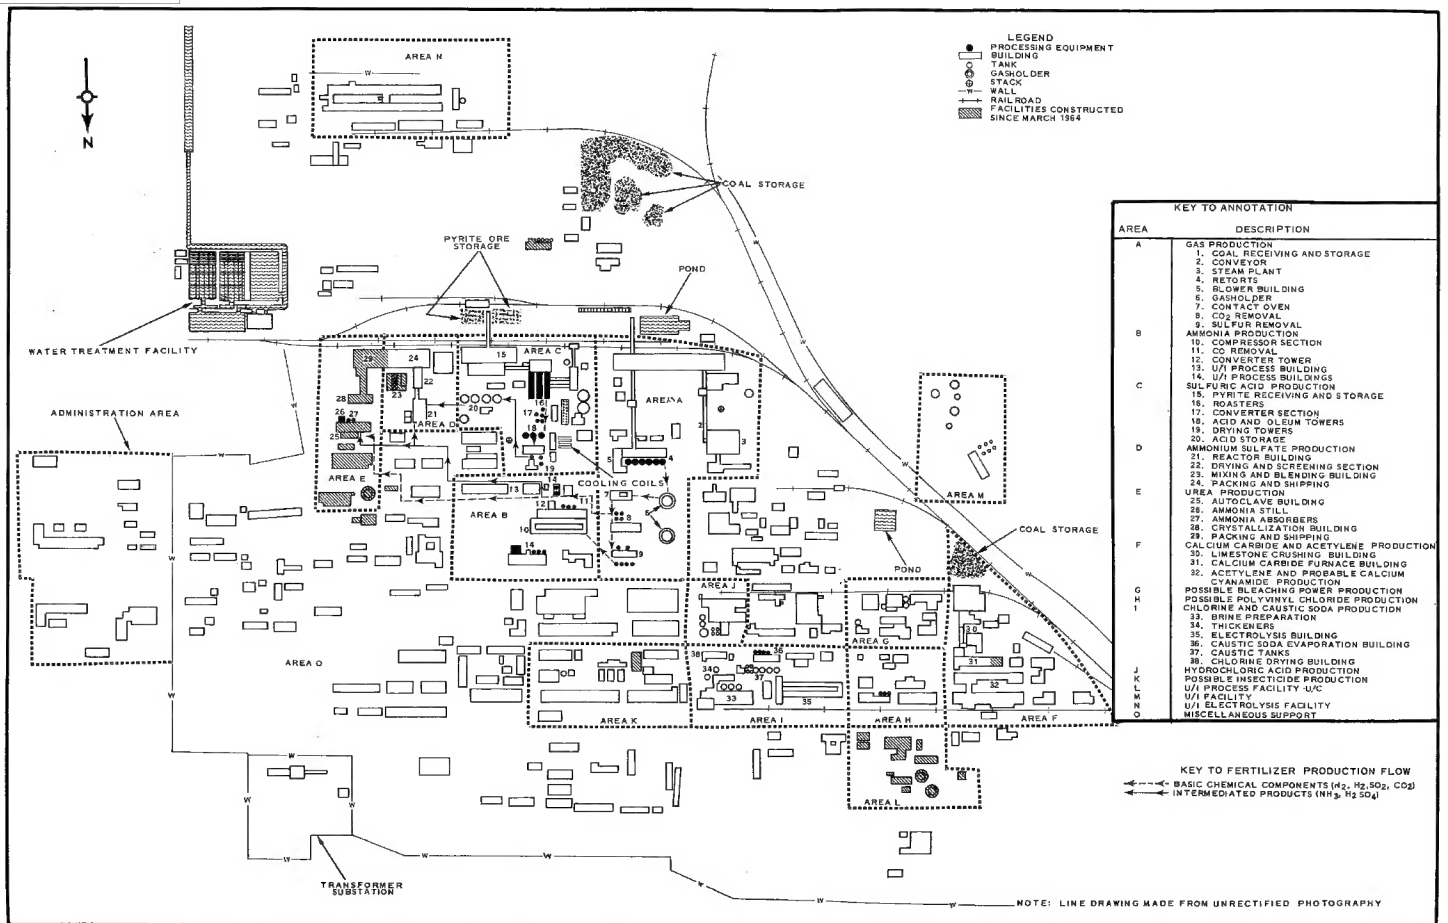 LEGEND
PROCESSING EQUIPMENT
BUILDING
TANK
GASHOLDER
STACK
WALL
RAILROAD
FACILITIES CONSTRUCTED
SINCE MARCH 1964
N
AREA N
COAL STORAGE
PYRITE ORE
STORAGE
POND
WATER TREATMENT FACILITY
ADMINISTRATION AREA
AREA C
AREA A
AREA D
AREA E
AREA B
COOLING COILS
AREA M
COAL STORAGE
POND
AREA J
AREA G
AREA O
AREA K
AREA I
AREA H
AREA F
AREA L
TRANSFORMER
SUBSTATION
KEY TO ANNOTATION
AREA DESCRIPTION
A GAS PRODUCTION
1. COAL RECEIVING AND STORAGE
2. CONVEYOR
3. STEAM PLANT
4. RETORTS
5. BLOWER BUILDING
6. GASHOLDER
7. CONTACT OVEN
8. CO2 REMOVAL
9. SULFUR REMOVAL
B AMMONIA PRODUCTION
10. COMPRESSOR SECTION
11. CO REMOVAL
12. CONVERTER TOWER
13. U/I PROCESS BUILDING
14. U/I PROCESS BUILDINGS
C SULFURIC ACID PRODUCTION
15. PYRITE RECEIVING AND STORAGE
16. ROASTERS
17. CONVERTER SECTION
18. ACID AND OLEUM TOWERS
19. DRYING TOWERS
20. ACID STORAGE
D AMMONIUM SULFATE PRODUCTION
21. REACTOR BUILDING
22. DRYING AND SCREENING SECTION
23. MIXING AND BLENDING BUILDING
24. PACKING AND SHIPPING
E UREA PRODUCTION
25. AUTOCLAVE BUILDING
26. AMMONIA STILL
27. AMMONIA ABSORBERS
28. CRYSTALLIZATION BUILDING
29. PACKING AND SHIPPING
F CALCIUM CARBIDE AND ACETYLENE PRODUCTION
30. LIMESTONE CRUSHING BUILDING
31. CALCIUM CARBIDE FURNACE BUILDING
32. ACETYLENE AND PROBABLE CALCIUM
CYANAMIDE PRODUCTION
G POSSIBLE BLEACHING POWER PRODUCTION
H POSSIBLE POLYVINYL CHLORIDE PRODUCTION
I CHLORINE AND CAUSTIC SODA PRODUCTION
33. BRINE PREPARATION
34. THICKENERS
35. ELECTROLYSIS BUILDING
36. CAUSTIC SODA EVAPORATION BUILDING
37. CAUSTIC TANKS
38. CHLORINE DRYING BUILDING
J HYDROCHLORIC ACID PRODUCTION
K POSSIBLE INSECTICIDE PRODUCTION
L U/I PROCESS FACILITY -U/C
M U/I FACILITY
N U/I ELECTROLYSIS FACILITY
O MISCELLANEOUS SUPPORT
KEY TO FERTILIZER PRODUCTION FLOW
BASIC CHEMICAL COMPONENTS (N2, H2, SO2, CO2)
INTERMEDIATED PRODUCTS (NH3, H2SO4)
NOTE: LINE DRAWING MADE FROM UNRECTIFIED PHOTOGRAPHY